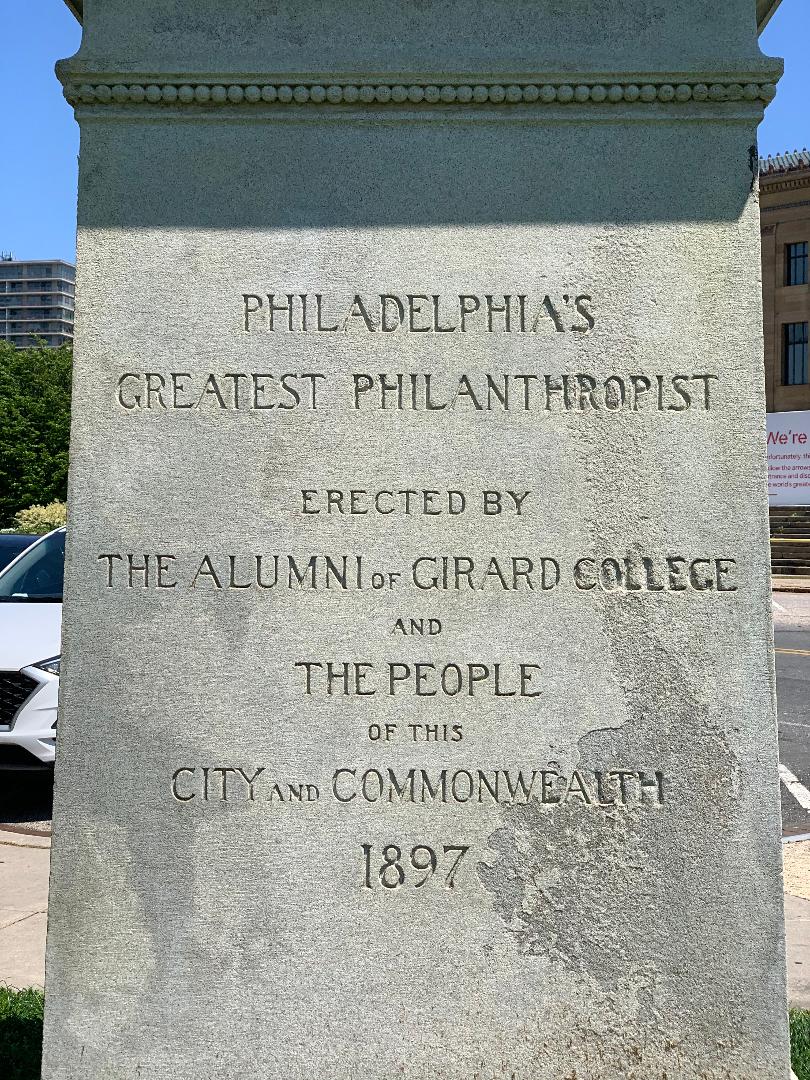 PHILADELPHIA'S
GREATEST PHILANTHROPIST
ERECTED BY
THE ALUMNI OF GIRARD COLLEGE
AND
THE PEOPLE
OF THIS
CITY AND COMMONWEALTH
1897
We're